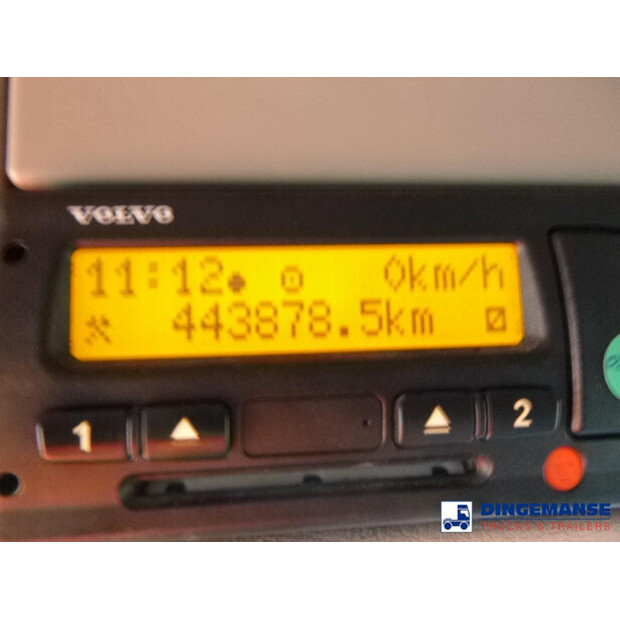 VOLVO
11:12 0km/h
443878.5km
1 2
DINGEMANSE
TRUCKS & TRAILERS